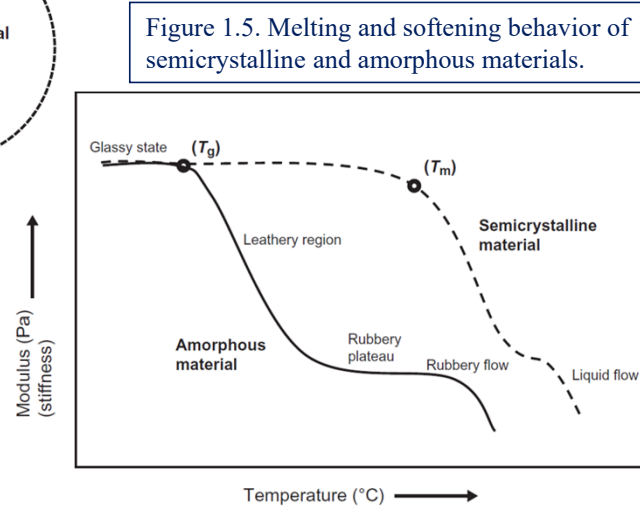 al
Figure 1.5. Melting and softening behavior of
semicrystalline and amorphous materials.
Glassy state
(Tg)
(Tm)
Semicrystalline
material
Leathery region
Amorphous
material
Rubbery
plateau
Rubbery flow
Liquid flow
Modulus (Pa)
(stiffness)
Temperature (°C)